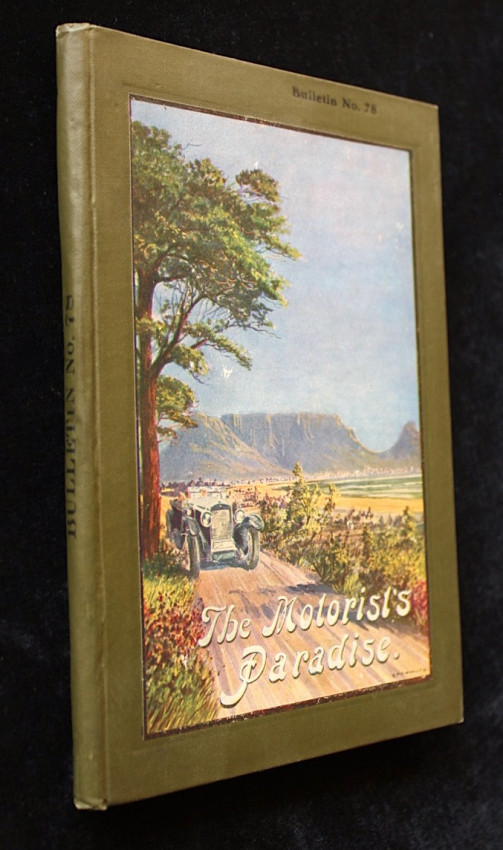 Bulletin No. 78
BULLETIN No. 78
The Motorist's
Paradise.